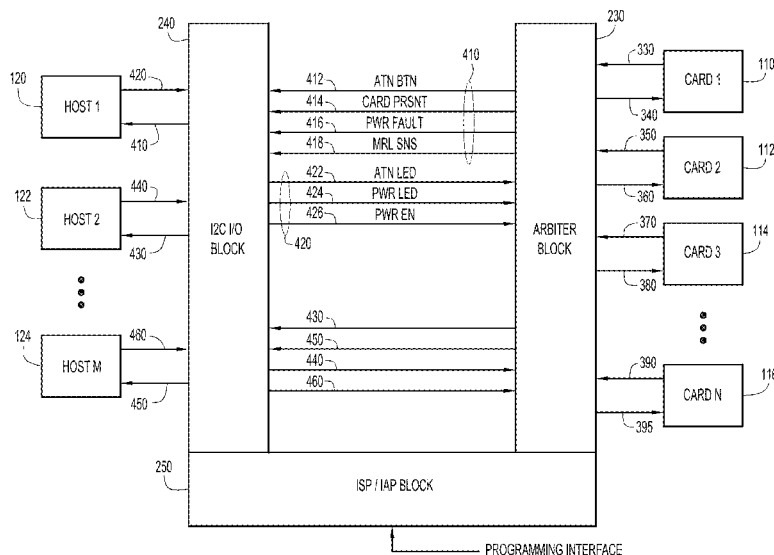 240
230
120
420
HOST 1
410
412
ATN BTN
410
414
CARD PRSNT
416
PWR FAULT
418
MRL SNS
330
CARD 1
110
340
422
ATN LED
424
PWR LED
426
PWR EN
420
350
CARD 2
112
360
122
440
HOST 2
430
I2C I/O
BLOCK
ARBITER
BLOCK
370
CARD 3
114
380
124
460
HOST M
450
430
450
440
460
390
CARD N
116
395
250
ISP / IAP BLOCK
PROGRAMMING INTERFACE